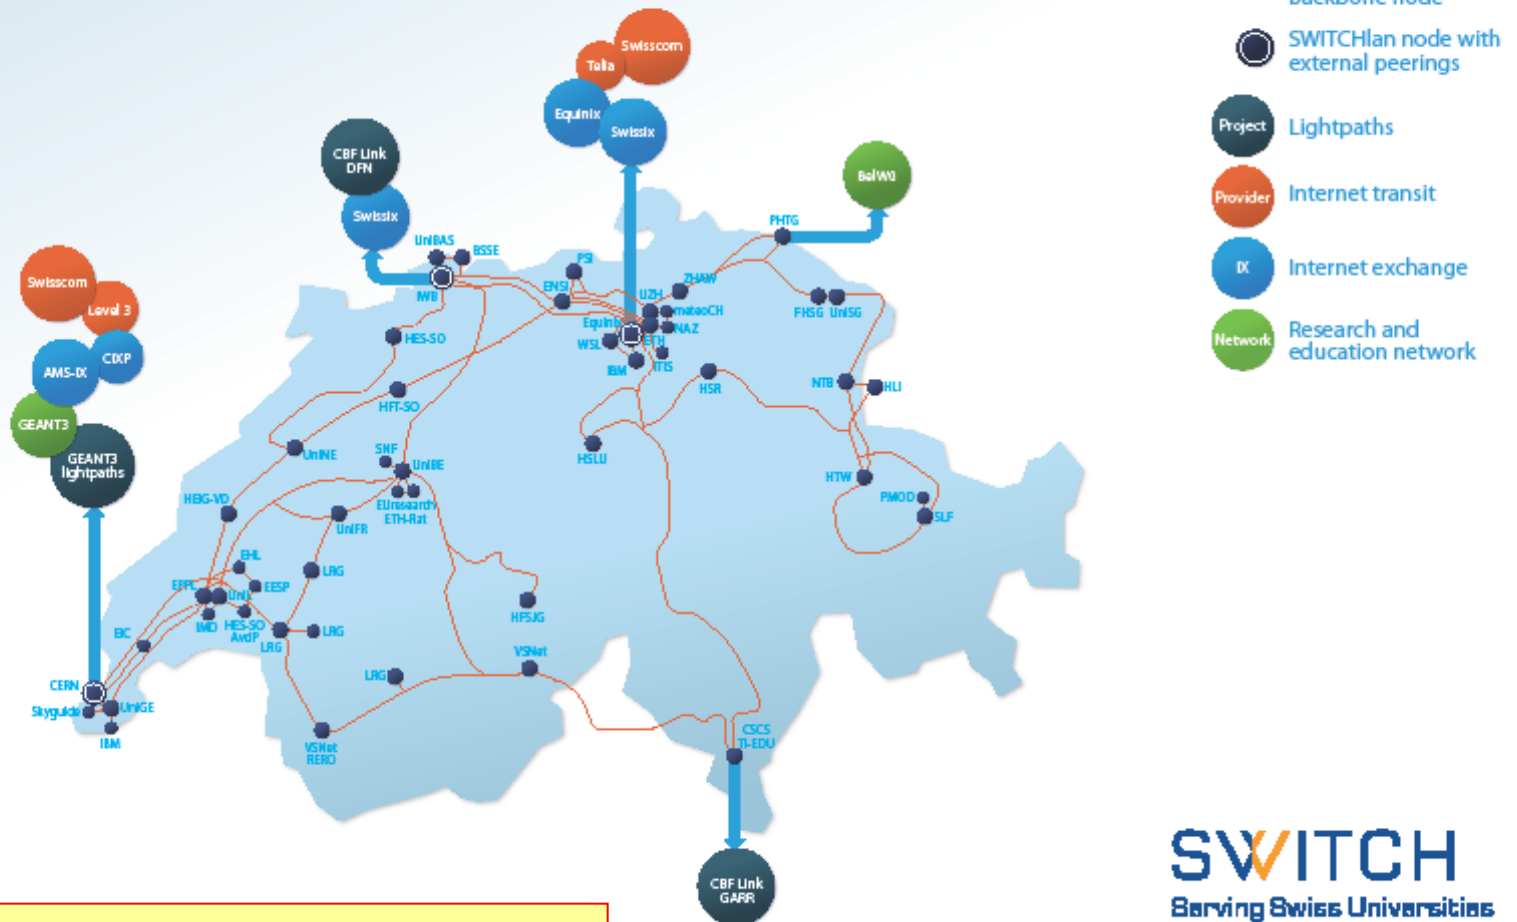 backbone node
SWITCHlan node with
external peerings
Project
Lightpaths
Provider
Internet transit
IX
Internet exchange
Network
Research and
education network
Swisscom
Telia
Equinix
Swissix
CBF Link
DFN
Swissix
BelWü
Swisscom
Level 3
CIXP
AMS-IX
GEANT3
GEANT3
lightpaths
PHTG
UniBAS
BSSE
IWB
PSI
ENSI
ZHAW
UZH
meteoCH
Equinix
NAZ
ETH
WSL
ITIS
IBM
FHSG
UniSG
HES-SO
HFT-SO
HSR
NTB
HLI
UniNE
SNF
UniBE
HSLU
EUresearch
ETH-Rat
HTW
PMOD
SLF
HEIG-VD
UniFR
EHL
LRG
EESP
EPFL
UniL
IMD
HES-SO
AvdP
LRG
LRG
HFSJG
EIC
VSNet
LRG
CERN
Skyguide
UniGE
IBM
VSNet
RERO
CSCS
TI-EDU
CBF Link
GARR
SWITCH
Serving Swiss Universities